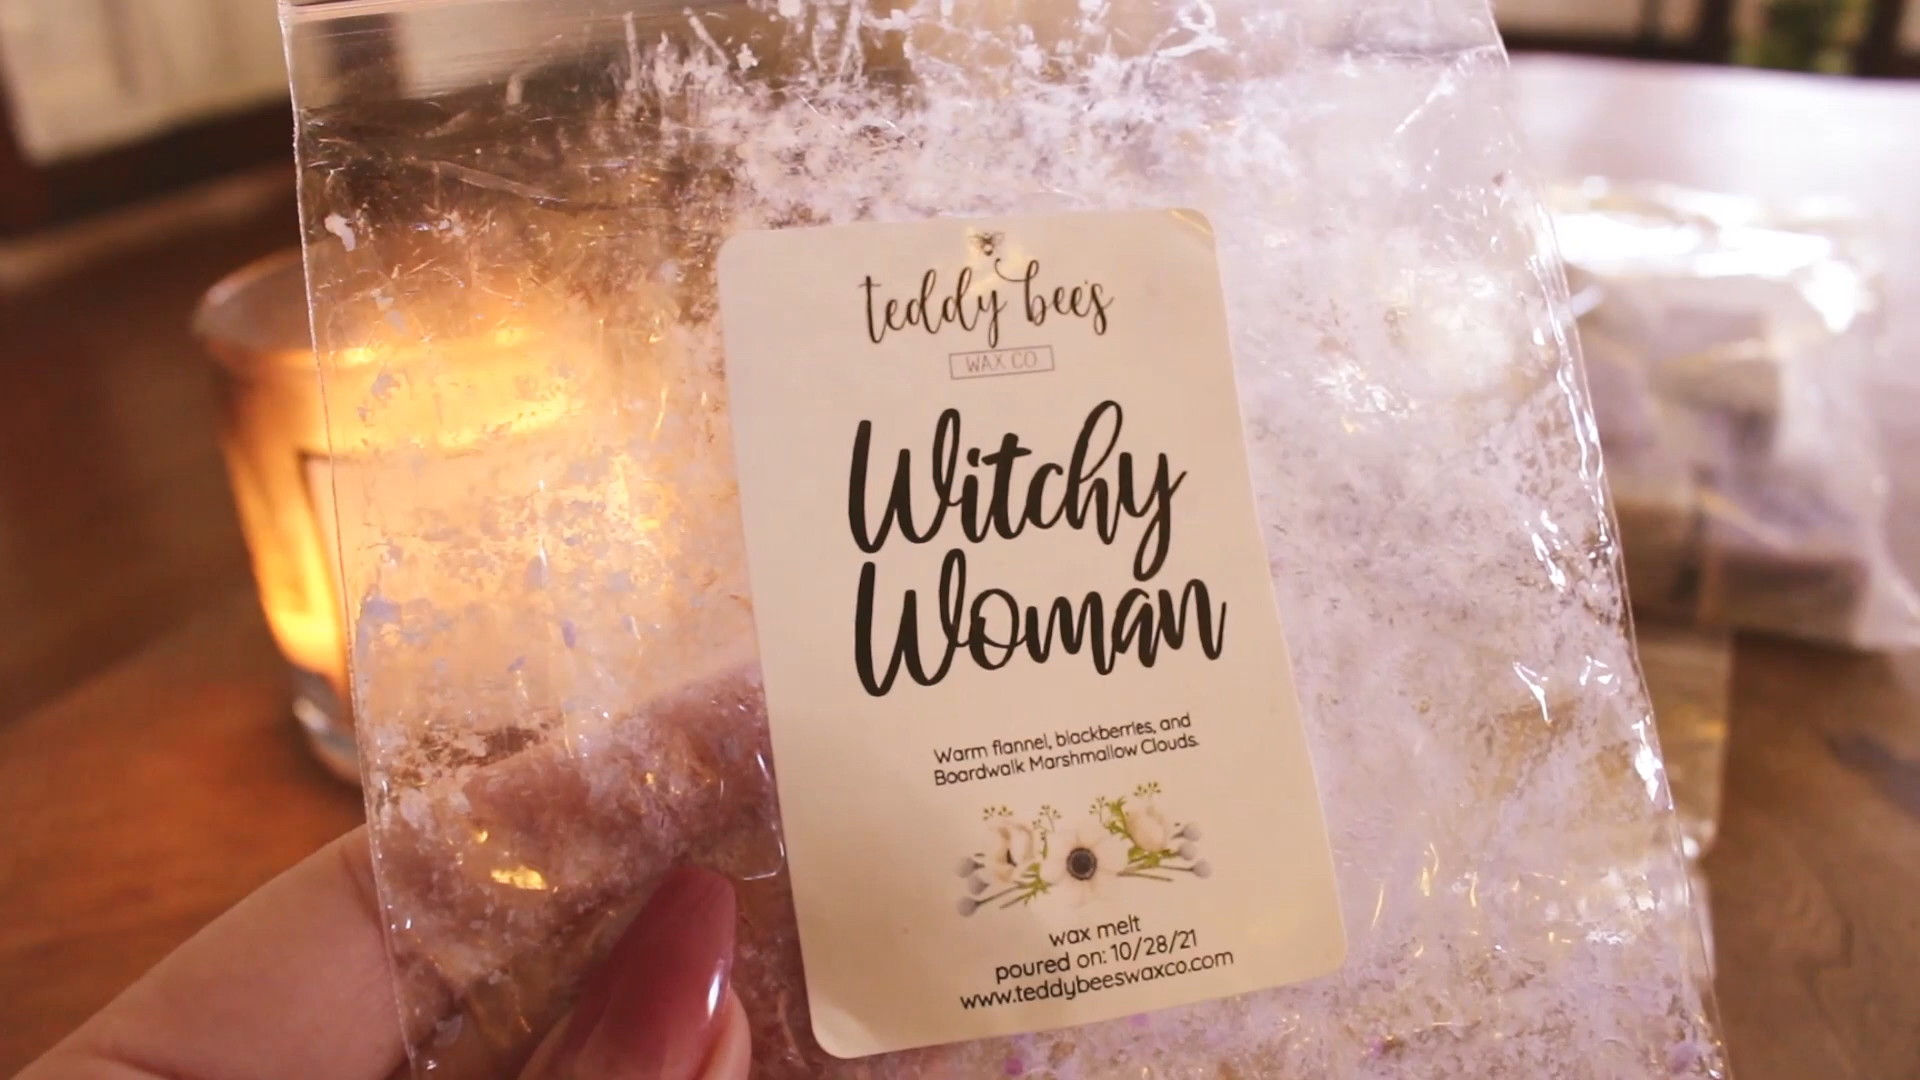 teddy bee's
WAX CO
Witchy
Woman
Warm flannel, blackberries, and
Boardwalk Marshmallow Clouds.
wax melt
poured on: 10/28/21
www.teddybeeswaxco.com